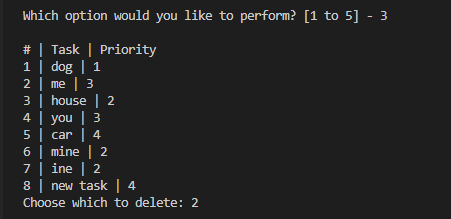 Which option would you like to perform? [1 to 5] - 3
# | Task | Priority
1 | dog | 1
2 | me | 3
3 | house | 2
4 | you | 3
5 | car | 4
6 | mine | 2
7 | ine | 2
8 | new task | 4
Choose which to delete: 2